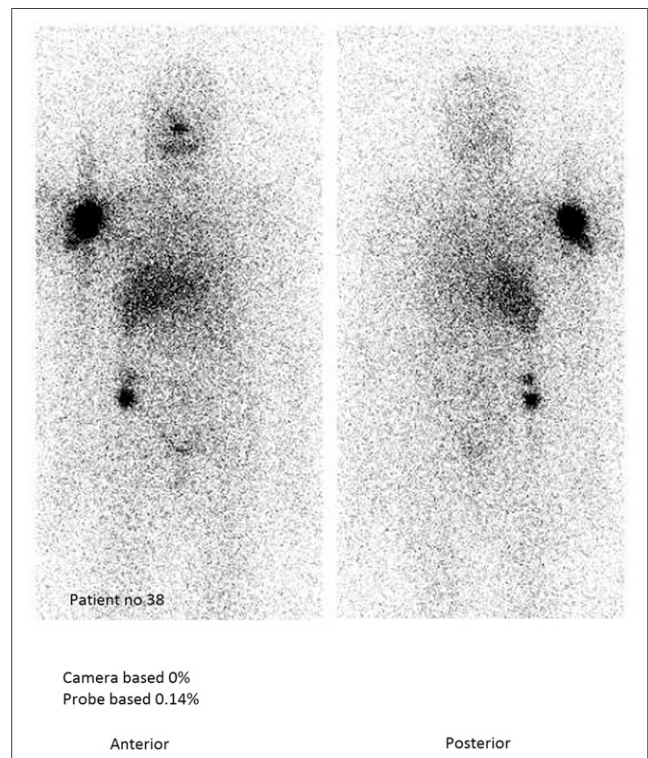 Patient no 38
Camera based 0%
Probe based 0.14%
Anterior
Posterior